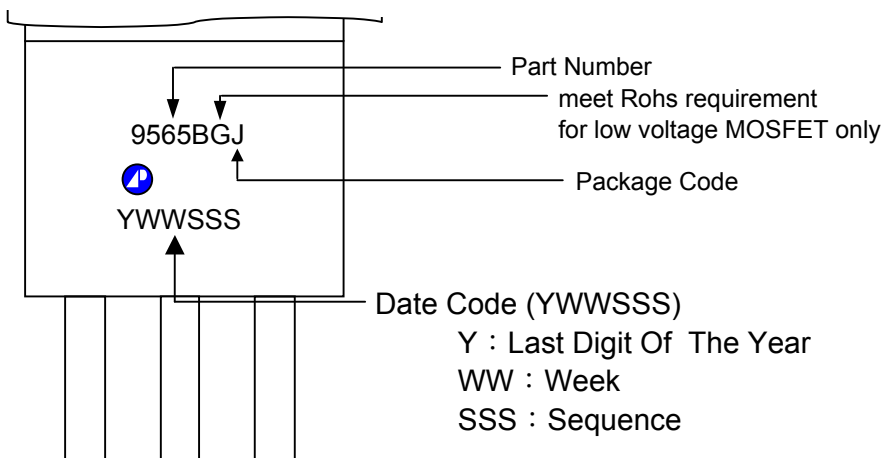 Part Number
meet Rohs requirement
for low voltage MOSFET only
9565BGJ
Package Code
YWWSSS
Date Code (YWWSSS)
Y：Last Digit Of The Year
WW：Week
SSS：Sequence